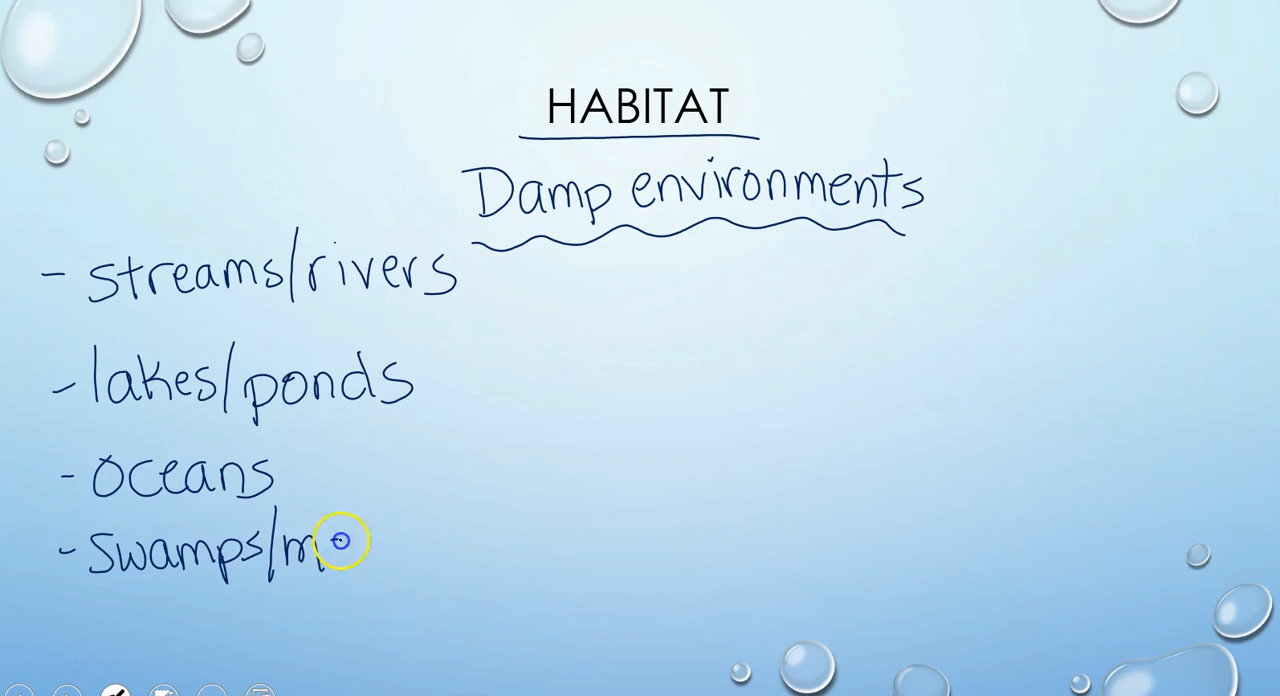 HABITAT
Damp environments
- streams/rivers
- lakes/ponds
- oceans
- swamps/m